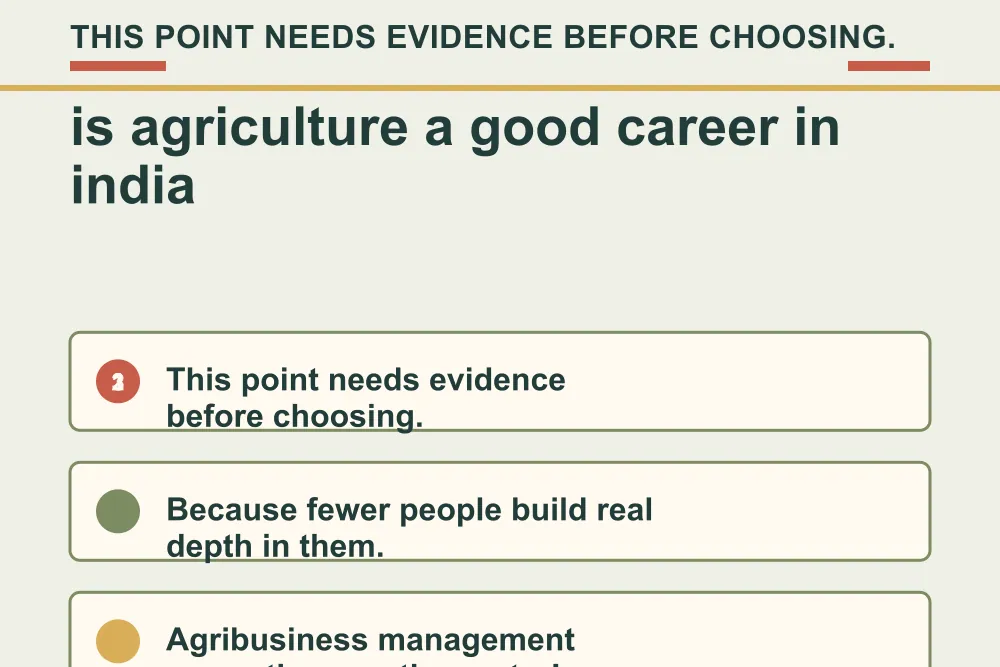 THIS POINT NEEDS EVIDENCE BEFORE CHOOSING.
is agriculture a good career in
india
This point needs evidence
before choosing.
Because fewer people build real
depth in them.
Agribusiness management